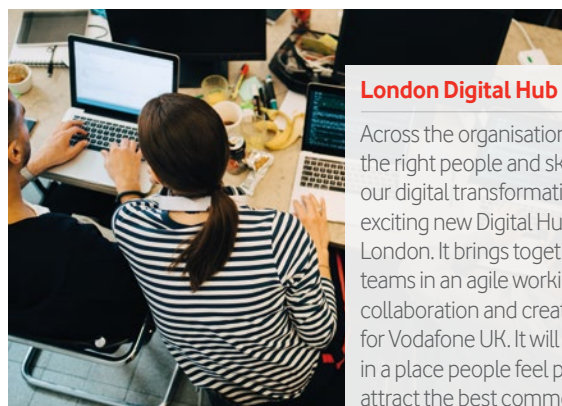 London Digital Hub
Across the organisation
the right people and
our digital
exciting new Digital
London. It brings
teams in an agile
collaboration and
for Vodafone UK. It will
in a place people feel
attract the best